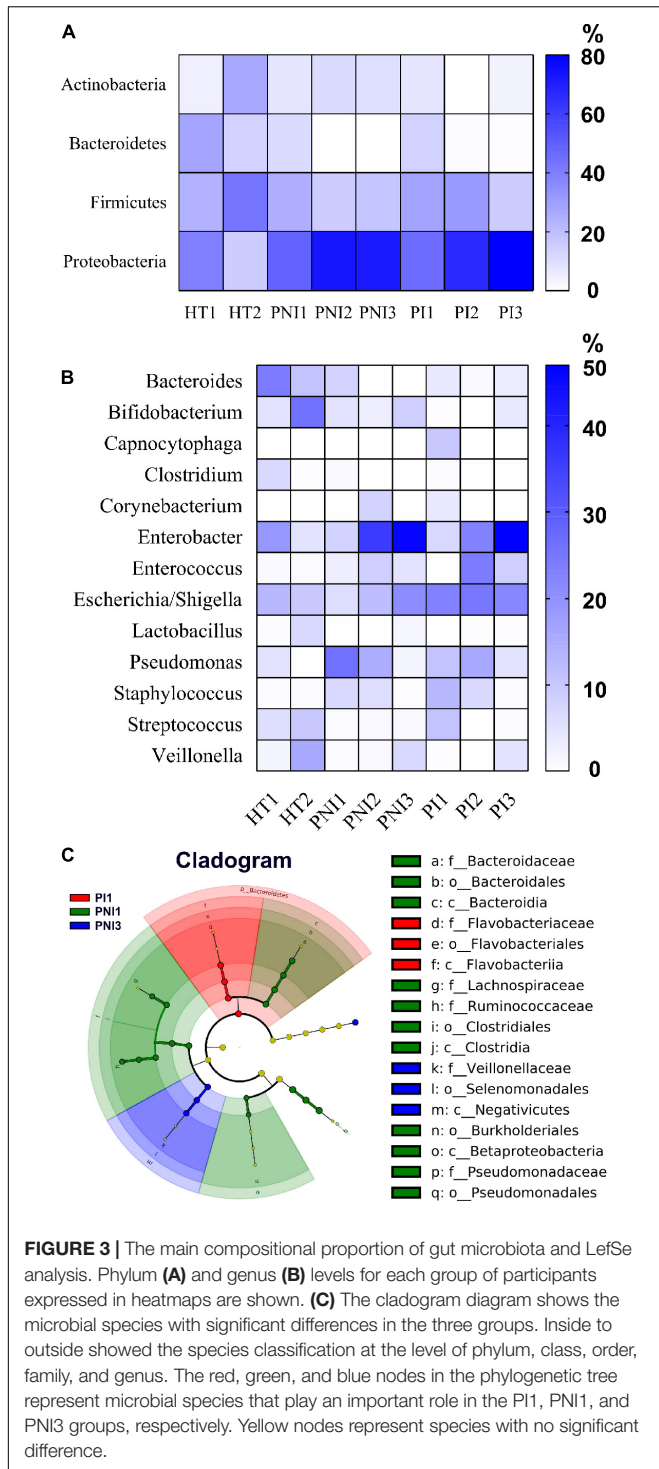 A
%
80
60
40
20
0
Actinobacteria
Bacteroidetes
Firmicutes
Proteobacteria
HT1 HT2 PNI1 PNI2 PNI3 PI1 PI2 PI3
B
%
50
40
30
20
10
0
Bacteroides
Bifidobacterium
Capnocytophaga
Clostridium
Corynebacterium
Enterobacter
Enterococcus
Escherichia/Shigella
Lactobacillus
Pseudomonas
Staphylococcus
Streptococcus
Veillonella
HT1 HT2 PNI1 PNI2 PNI3 PI1 PI2 PI3
C
Cladogram
PI1
PNI1
PNI3
p__Bacteroidetes
a: f__Bacteroidaceae
b: o__Bacteroidales
c: c__Bacteroidia
d: f__Flavobacteriaceae
e: o__Flavobacteriales
f: c__Flavobacteriia
g: f__Lachnospiraceae
h: f__Ruminococcaceae
i: o__Clostridiales
j: c__Clostridia
k: f__Veillonellaceae
l: o__Selenomonadales
m: c__Negativicutes
n: o__Burkholderiales
o: c__Betaproteobacteria
p: f__Pseudomonadaceae
q: o__Pseudomonadales
FIGURE 3 | The main compositional proportion of gut microbiota and LefSe
analysis. Phylum (A) and genus (B) levels for each group of participants
expressed in heatmaps are shown. (C) The cladogram diagram shows the
microbial species with significant differences in the three groups. Inside to
outside showed the species classification at the level of phylum, class, order,
family, and genus. The red, green, and blue nodes in the phylogenetic tree
represent microbial species that play an important role in the PI1, PNI1, and
PNI3 groups, respectively. Yellow nodes represent species with no significant
difference.